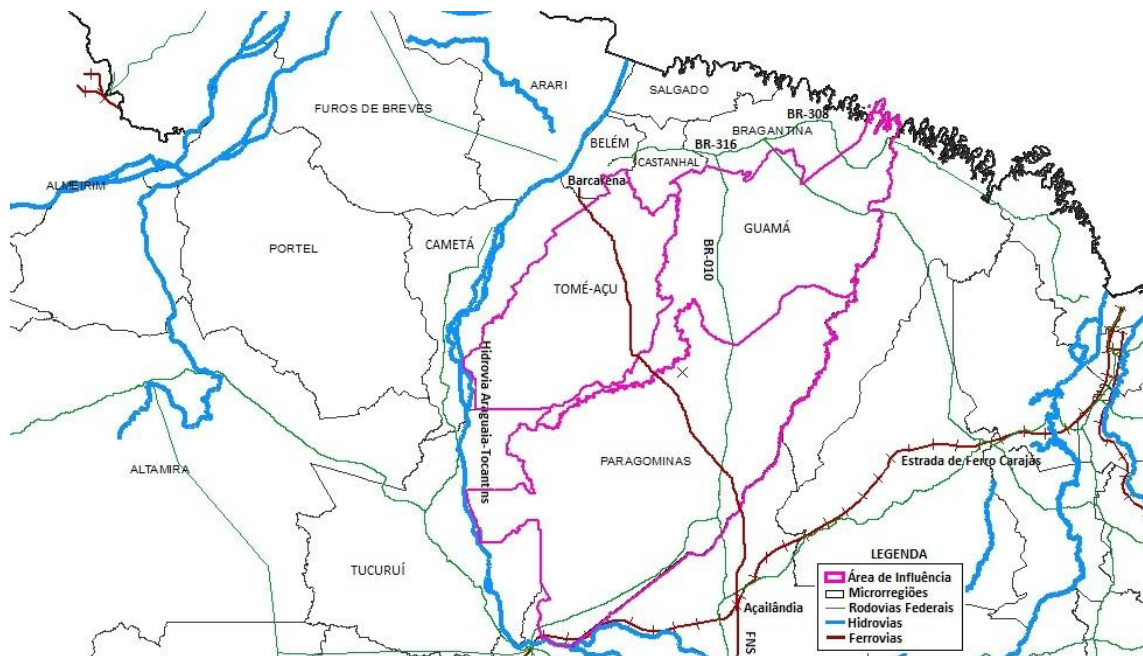 ARARI
SALGADO
FUROS DE BREVES
BR-308
BRAGANTINA
BELÉM
BR-316
CASTANHAL
Barcarena
ALMEIRIM
GUAMÁ
PORTEL
CAMETÁ
BR-010
TOMÉ-AÇU
Hidrovia Araguaia-Tocantins
PARAGOMINAS
Estrada de Ferro Carajás
ALTAMIRA
TUCURUÍ
Açailândia
FNS
LEGENDA
Área de Influência
Microrregiões
Rodovias Federais
Hidrovias
Ferrovias